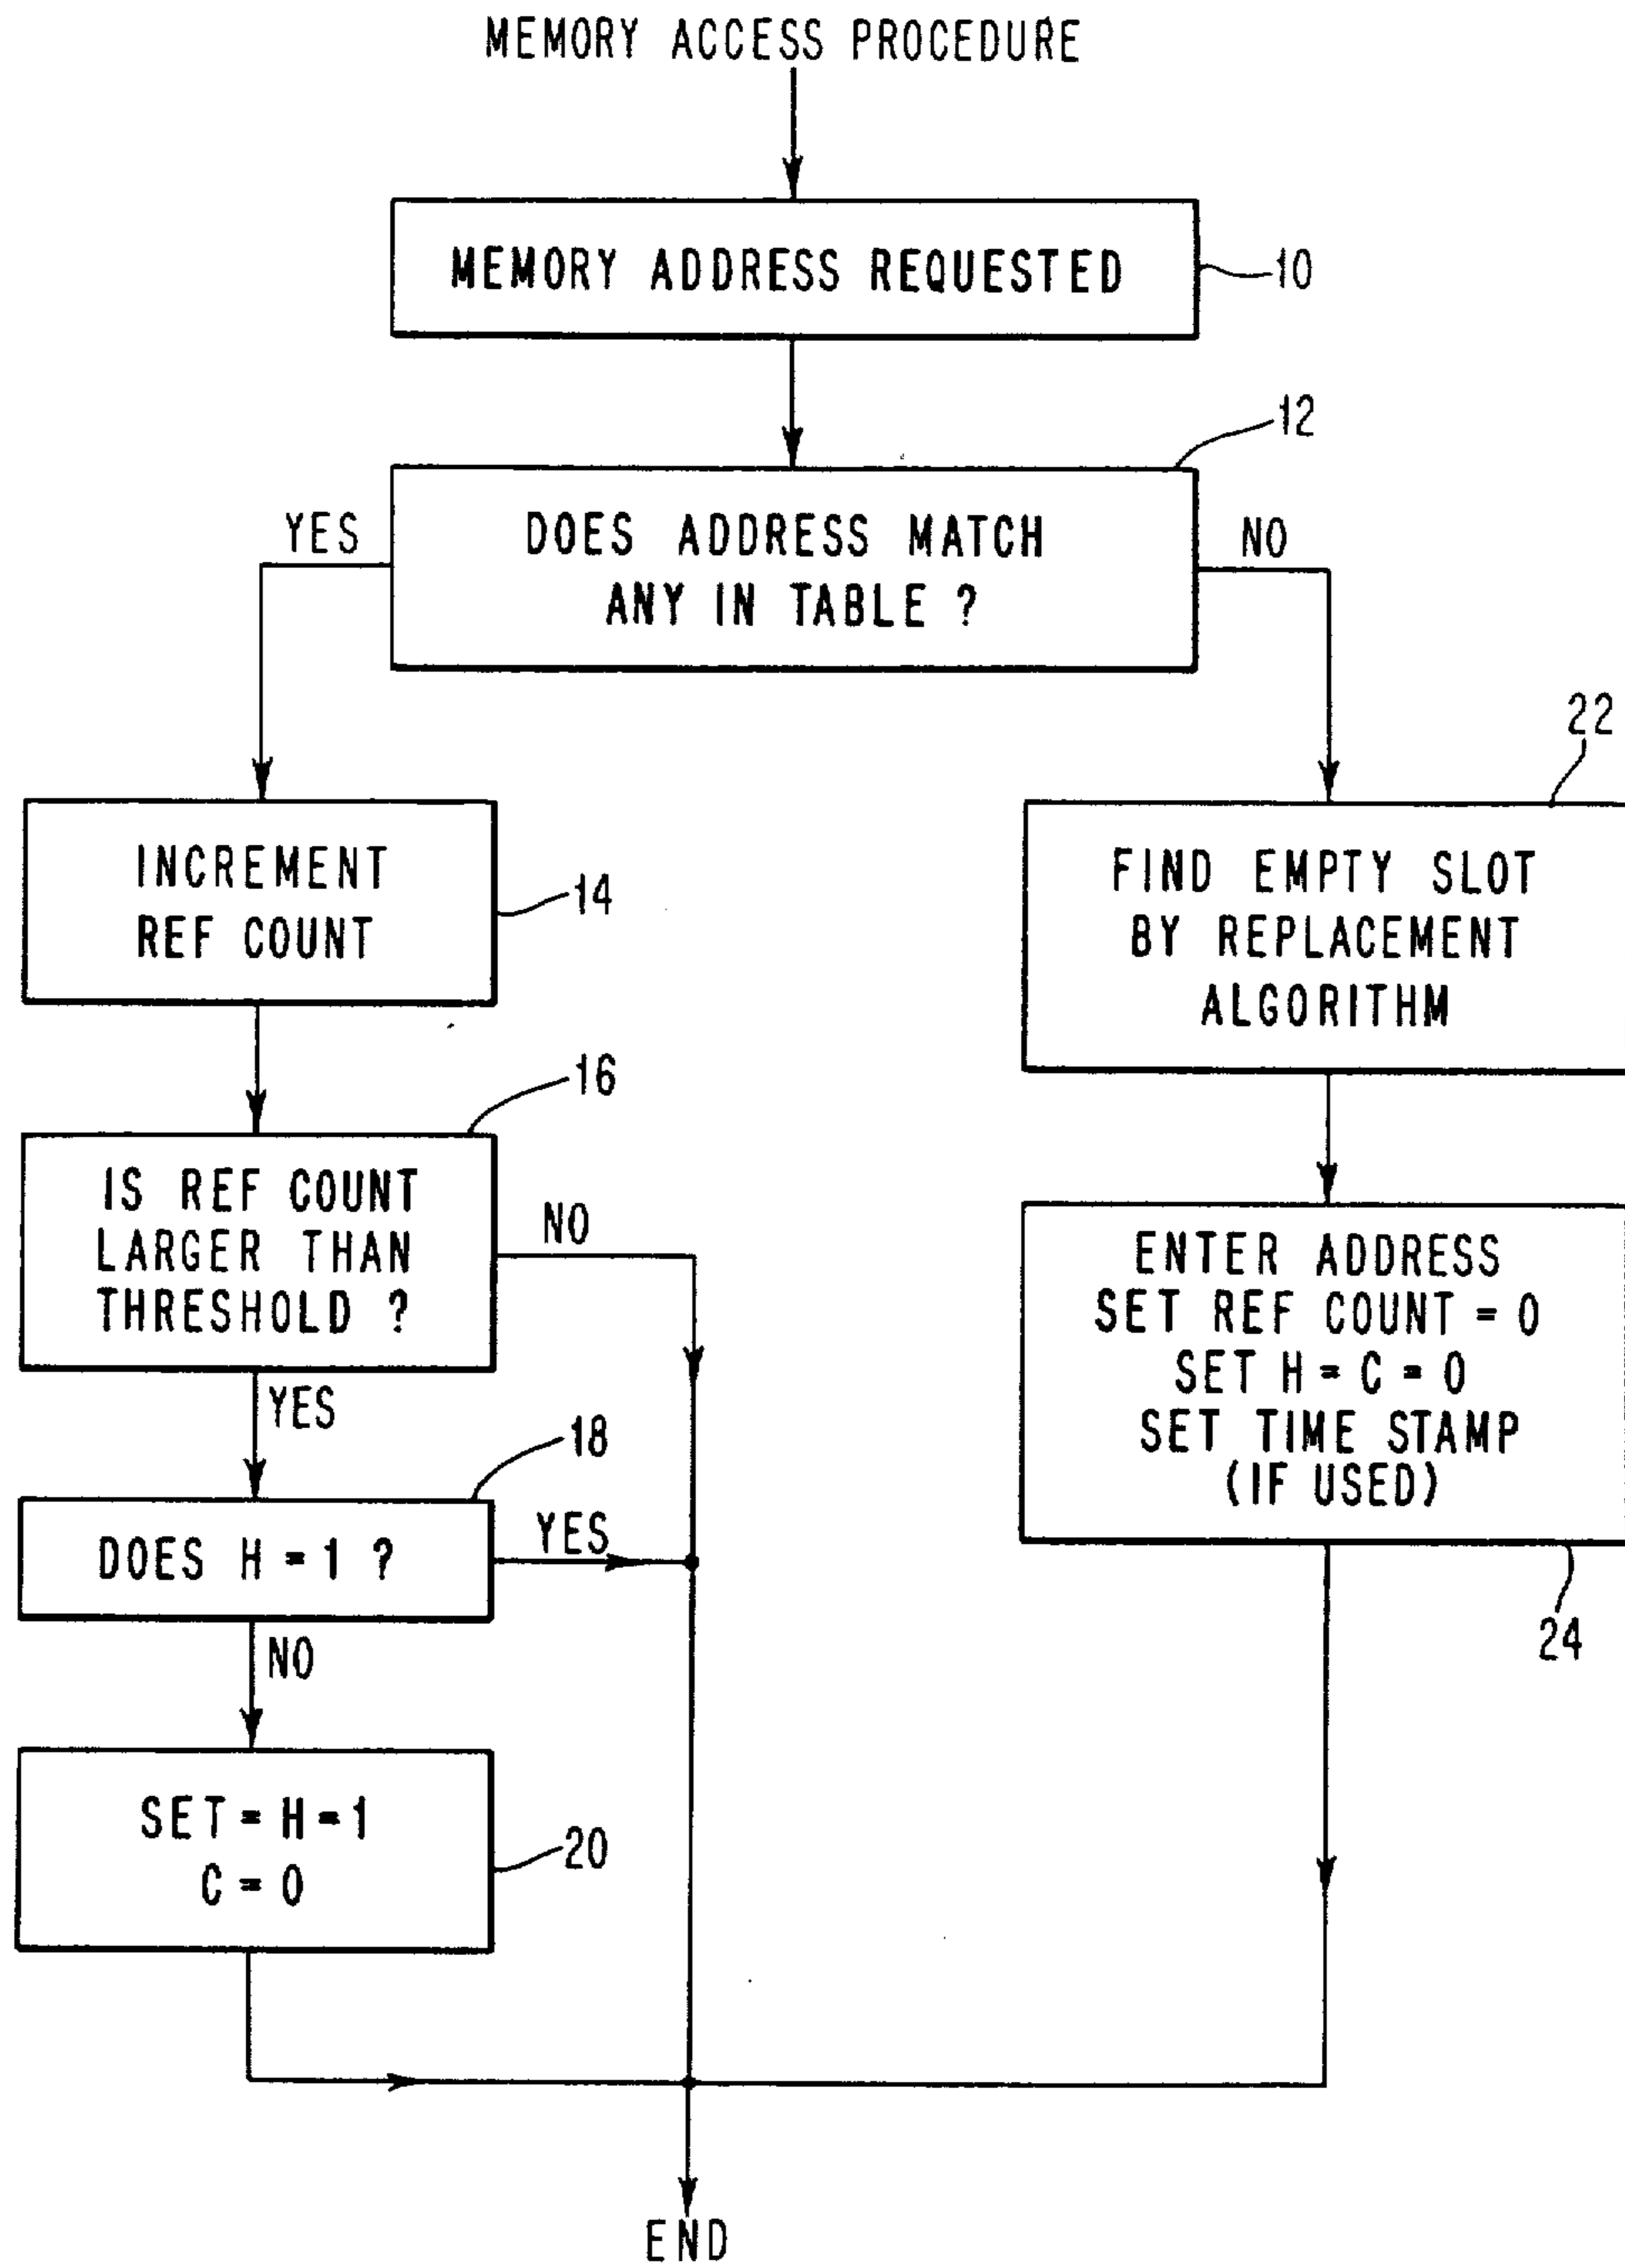 MEMORY ACCESS PROCEDURE
MEMORY ADDRESS REQUESTED
10
12
DOES ADDRESS MATCH
ANY IN TABLE ?
YES
NO
22
INCREMENT
REF COUNT
14
FIND EMPTY SLOT
BY REPLACEMENT
ALGORITHM
16
IS REF COUNT
LARGER THAN
THRESHOLD ?
NO
YES
ENTER ADDRESS
SET REF COUNT = 0
SET H = C = 0
SET TIME STAMP
(IF USED)
24
18
DOES H = 1 ?
YES
NO
SET = H = 1
C = 0
20
END